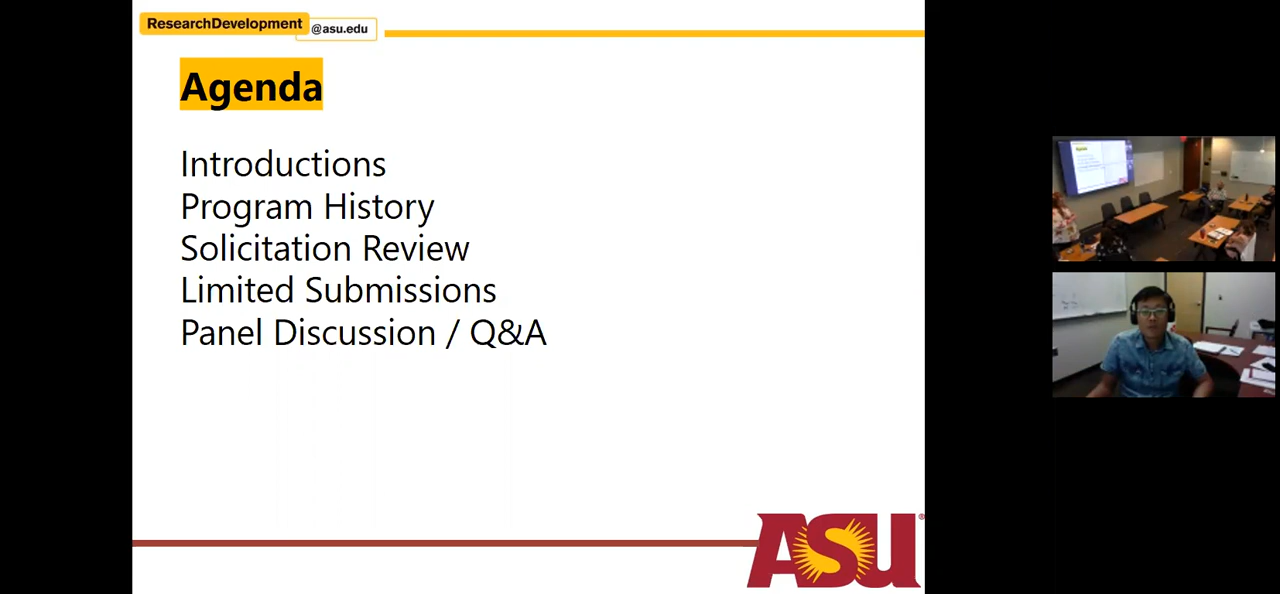 ResearchDevelopment
@asu.edu
Agenda
Introductions
Program History
Solicitation Review
Limited Submissions
Panel Discussion / Q&A
ASU®